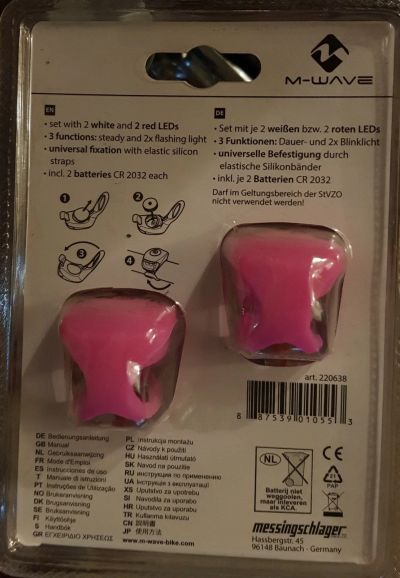 M-WAVE
EN
• set with 2 white and 2 red LEDs
• 3 functions: steady and 2x flashing light
• universal fixation with elastic silicon
straps
• incl. 2 batteries CR 2032 each
DE
• Set mit je 2 weißen bzw. 2 roten LEDs
• 3 Funktionen: Dauer- und 2x Blinklicht
• universelle Befestigung durch
elastische Silikonbänder
• inkl. je 2 Batterien CR 2032
Darf im Geltungsbereich der StVZO
nicht verwendet werden!
1
2
3
4
art. 220638
8 87539 01055 3
DE Bedienungsanleitung
GB Manual
NL Gebruiksaanwijzing
FR Mode d'Emploi
ES Instrucciones de uso
IT Manuale di istruzioni
PT Instruções de Utilização
NO Brukeranvisning
DK Brugsanvisning
SE Bruksanvisning
FI Käyttöohje
S Handbók
GR ΕΓΧΕΙΡΙΔΙΟ ΧΡΗΣΕΩΣ
PL Instrukcja montażu
CZ Návody k použití
HU Használati útmutató
SK Návod na použitie
RU инструкция по применению
UA Інструкція з експлуатації
XS Uputstvo za upotrebu
SI Navodila za uporabo
HR Uputstvo za uporabu
TR Kullanma kilavuzu
CN 説明書
JP 使用方法
www.m-wave-bike.com
NL
Batterij niet
weggooien,
maar inleveren
als KCA
21
PAP
messingschlager
Hassbergstr. 45
96148 Baunach - Germany